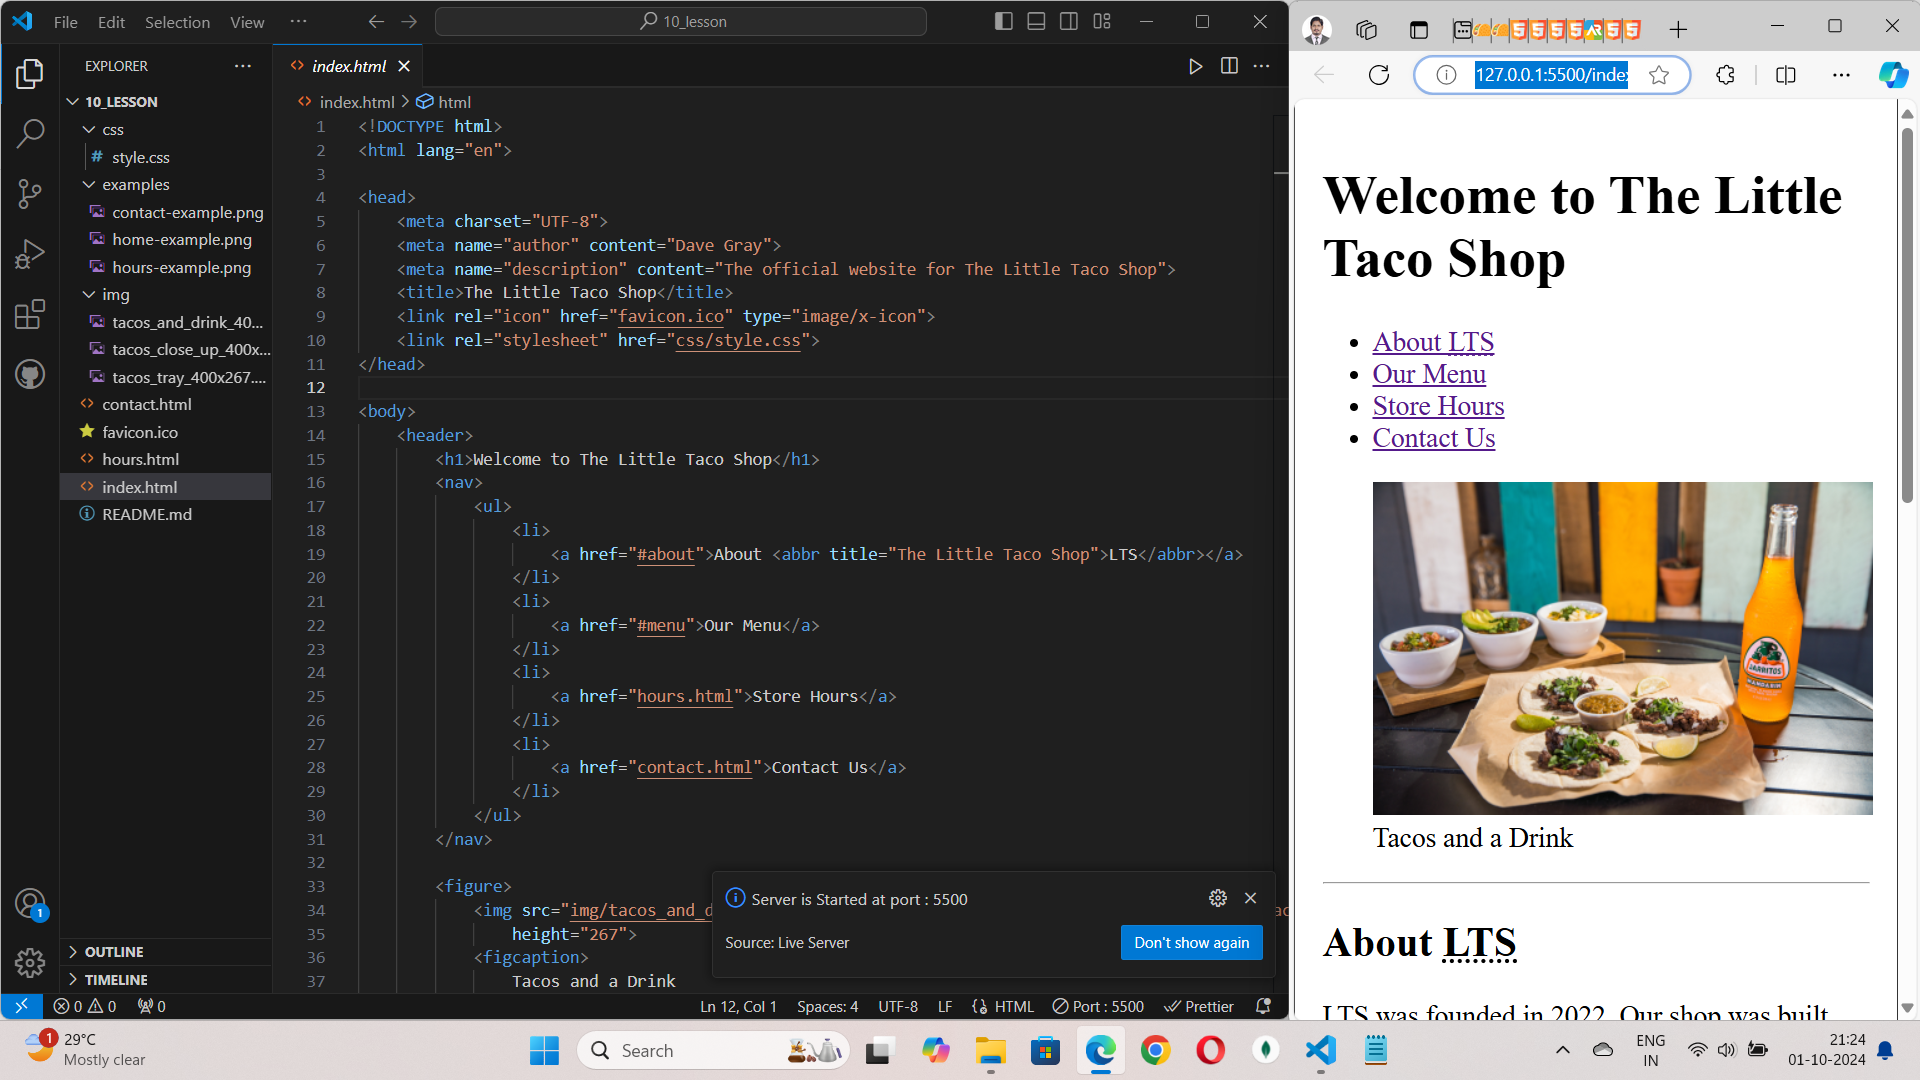 File Edit Selection View ··· 10_lesson
EXPLORER ···
10_LESSON
css
style.css
examples
contact-example.png
home-example.png
hours-example.png
img
tacos_and_drink_40...
tacos_close_up_400x...
tacos_tray_400x267....
contact.html
favicon.ico
hours.html
index.html
README.md
OUTLINE
TIMELINE
index.html
index.html > html
1 <!DOCTYPE html>
2 <html lang="en">
3
4 <head>
5 <meta charset="UTF-8">
6 <meta name="author" content="Dave Gray">
7 <meta name="description" content="The official website for The Little Taco Shop">
8 <title>The Little Taco Shop</title>
9 <link rel="icon" href="favicon.ico" type="image/x-icon">
10 <link rel="stylesheet" href="css/style.css">
11 </head>
12
13 <body>
14 <header>
15 <h1>Welcome to The Little Taco Shop</h1>
16 <nav>
17 <ul>
18 <li>
19 <a href="#about">About <abbr title="The Little Taco Shop">LTS</abbr></a>
20 </li>
21 <li>
22 <a href="#menu">Our Menu</a>
23 </li>
24 <li>
25 <a href="hours.html">Store Hours</a>
26 </li>
27 <li>
28 <a href="contact.html">Contact Us</a>
29 </li>
30 </ul>
31 </nav>
32
33 <figure>
34 <img src="img/tacos_and_d
35 height="267">
36 <figcaption>
37 Tacos and a Drink
Server is Started at port : 5500
Source: Live Server
Don't show again
1
0 0 0 Ln 12, Col 1 Spaces: 4 UTF-8 LF HTML Port : 5500 Prettier
127.0.0.1:5500/inde
Welcome to The Little
Taco Shop
About LTS
Our Menu
Store Hours
Contact Us
JARRITOS
Tacos and a Drink
About LTS
LTS was founded in 2022. Our shop was built
1 29°C
Mostly clear
Search
ENG
IN
21:24
01-10-2024